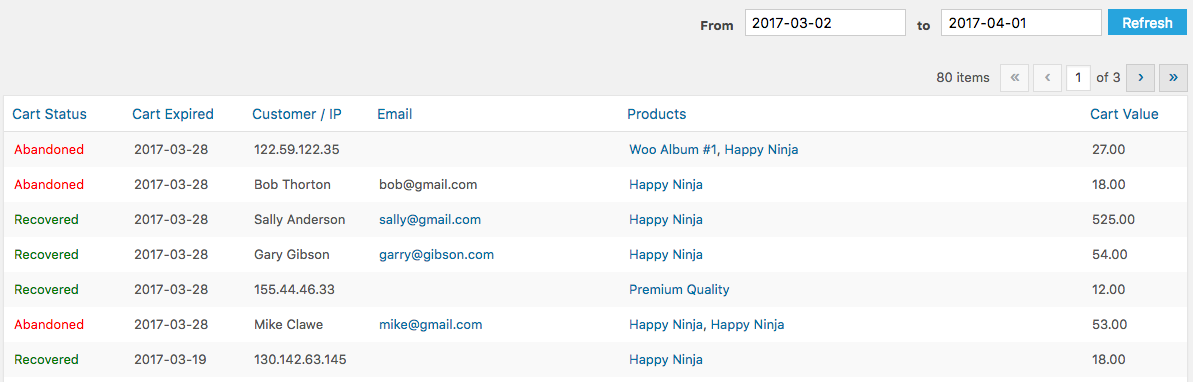 From 2017-03-02 to 2017-04-01 Refresh
80 items « ‹ 1 of 3 › »
Cart Status Cart Expired Customer / IP Email Products Cart Value
Abandoned 2017-03-28 122.59.122.35 Woo Album #1, Happy Ninja 27.00
Abandoned 2017-03-28 Bob Thorton bob@gmail.com Happy Ninja 18.00
Recovered 2017-03-28 Sally Anderson sally@gmail.com Happy Ninja 525.00
Recovered 2017-03-28 Gary Gibson garry@gibson.com Happy Ninja 54.00
Recovered 2017-03-28 155.44.46.33 Premium Quality 12.00
Abandoned 2017-03-28 Mike Clawe mike@gmail.com Happy Ninja, Happy Ninja 53.00
Recovered 2017-03-19 130.142.63.145 Happy Ninja 18.00